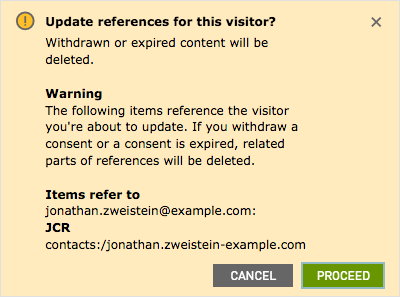 Update references for this visitor?
Withdrawn or expired content will be
deleted.
Warning
The following items reference the visitor
you're about to update. If you withdraw a
consent or a consent is expired, related
parts of references will be deleted.
Items refer to
jonathan.zweistein@example.com:
JCR
contacts:/jonathan.zweistein-example.com
CANCEL
PROCEED